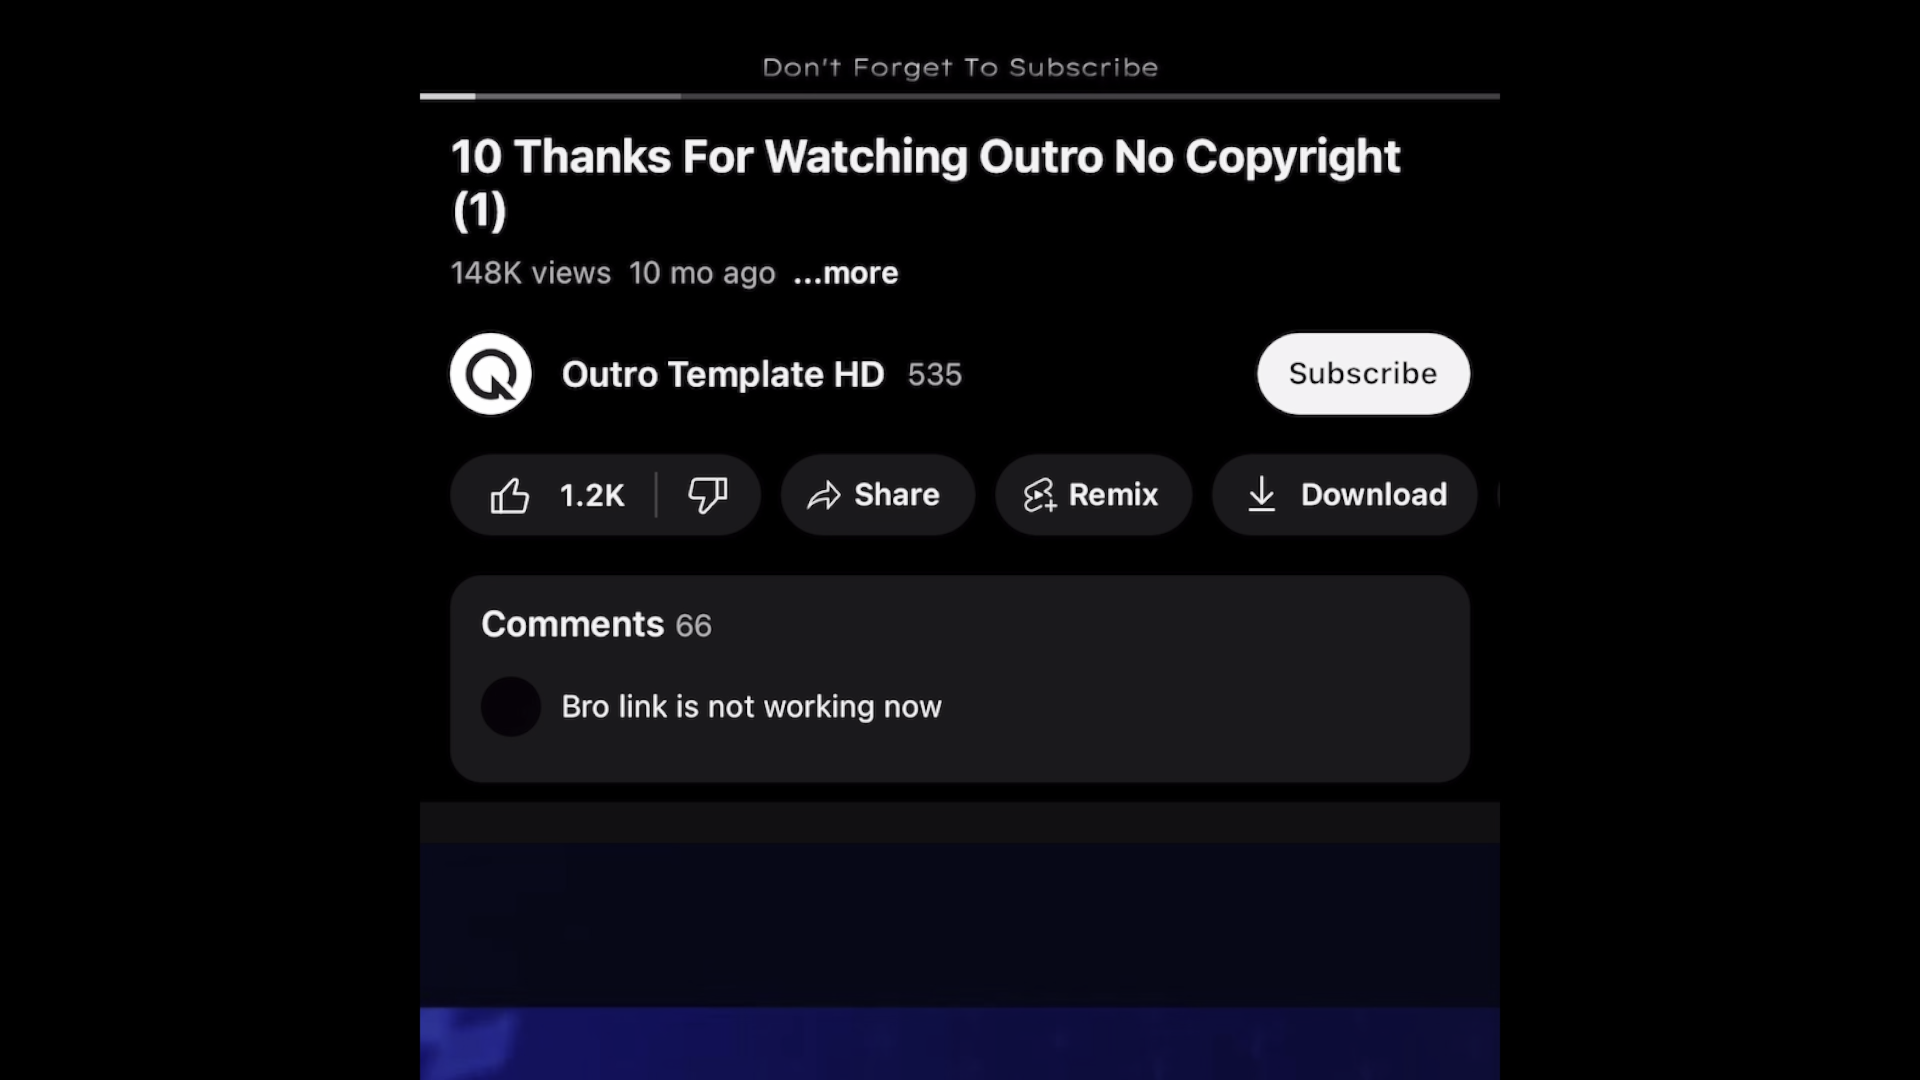 Don't Forget To Subscribe
10 Thanks For Watching Outro No Copyright
(1)
148K views 10 mo ago ...more
Outro Template HD 535
Subscribe
1.2K
Share
Remix
Download
Comments 66
Bro link is not working now